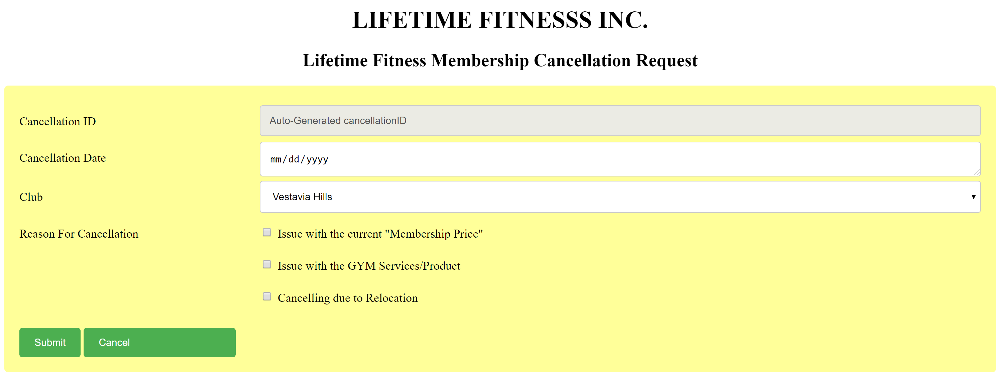 LIFETIME FITNESSS INC.
Lifetime Fitness Membership Cancellation Request
Cancellation ID
Auto-Generated cancellationID
Cancellation Date
mm/dd/yyyy
Club
Vestavia Hills
Reason For Cancellation
Issue with the current "Membership Price"
Issue with the GYM Services/Product
Cancelling due to Relocation
Submit
Cancel